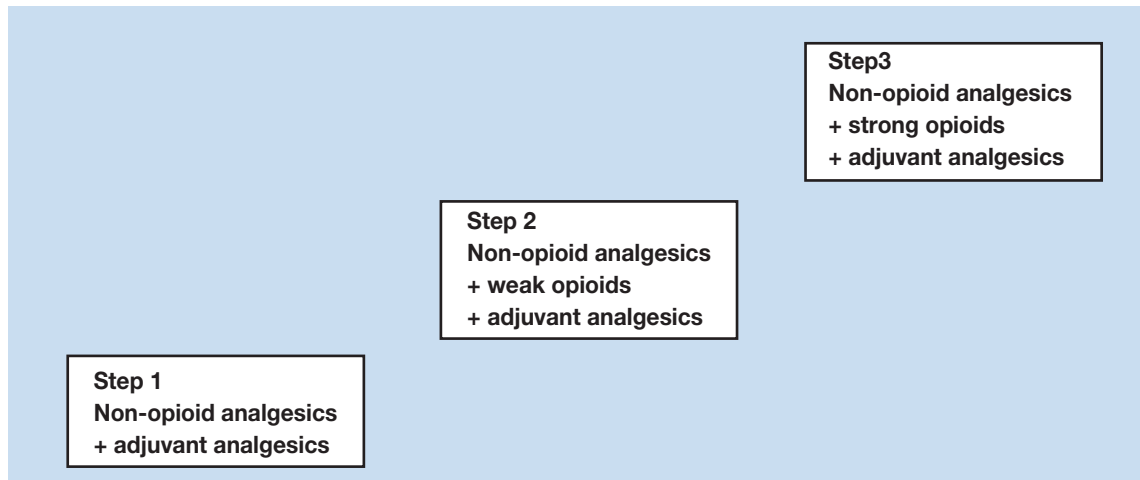 Step3
Non-opioid analgesics
+ strong opioids
+ adjuvant analgesics
Step 2
Non-opioid analgesics
+ weak opioids
+ adjuvant analgesics
Step 1
Non-opioid analgesics
+ adjuvant analgesics